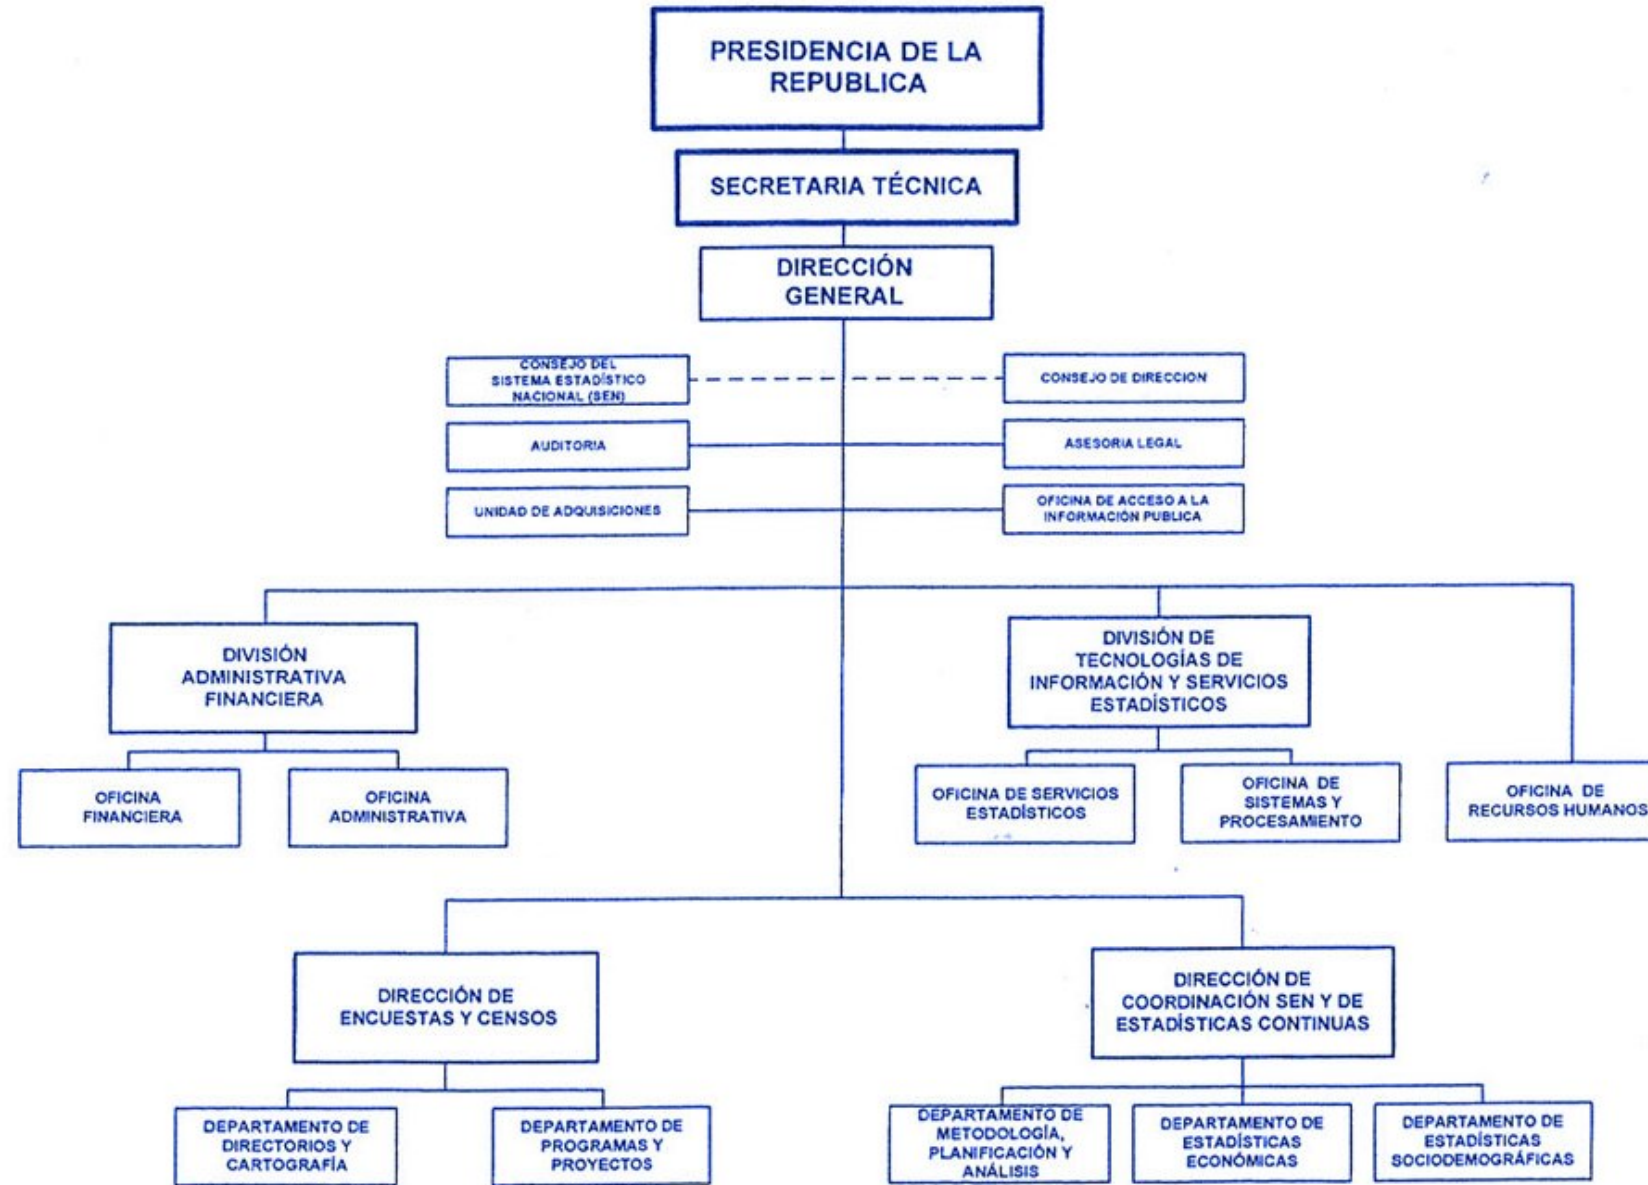 PRESIDENCIA DE LA
REPUBLICA
SECRETARIA TÉCNICA
DIRECCIÓN
GENERAL
CONSEJO DEL
SISTEMA ESTADÍSTICO
NACIONAL (SEN)
CONSEJO DE DIRECCION
AUDITORIA
ASESORIA LEGAL
UNIDAD DE ADQUISICIONES
OFICINA DE ACCESO A LA
INFORMACIÓN PUBLICA
DIVISIÓN
ADMINISTRATIVA
FINANCIERA
DIVISIÓN DE
TECNOLOGÍAS DE
INFORMACIÓN Y SERVICIOS
ESTADÍSTICOS
OFICINA
FINANCIERA
OFICINA
ADMINISTRATIVA
OFICINA DE SERVICIOS
ESTADÍSTICOS
OFICINA DE
SISTEMAS Y
PROCESAMIENTO
OFICINA DE
RECURSOS HUMANOS
DIRECCIÓN DE
ENCUESTAS Y CENSOS
DIRECCIÓN DE
COORDINACIÓN SEN Y DE
ESTADÍSTICAS CONTINUAS
DEPARTAMENTO DE
DIRECTORIOS Y
CARTOGRAFÍA
DEPARTAMENTO DE
PROGRAMAS Y
PROYECTOS
DEPARTAMENTO DE
METODOLOGÍA,
PLANIFICACIÓN Y
ANÁLISIS
DEPARTAMENTO DE
ESTADÍSTICAS
ECONÓMICAS
DEPARTAMENTO DE
ESTADÍSTICAS
SOCIODEMOGRÁFICAS